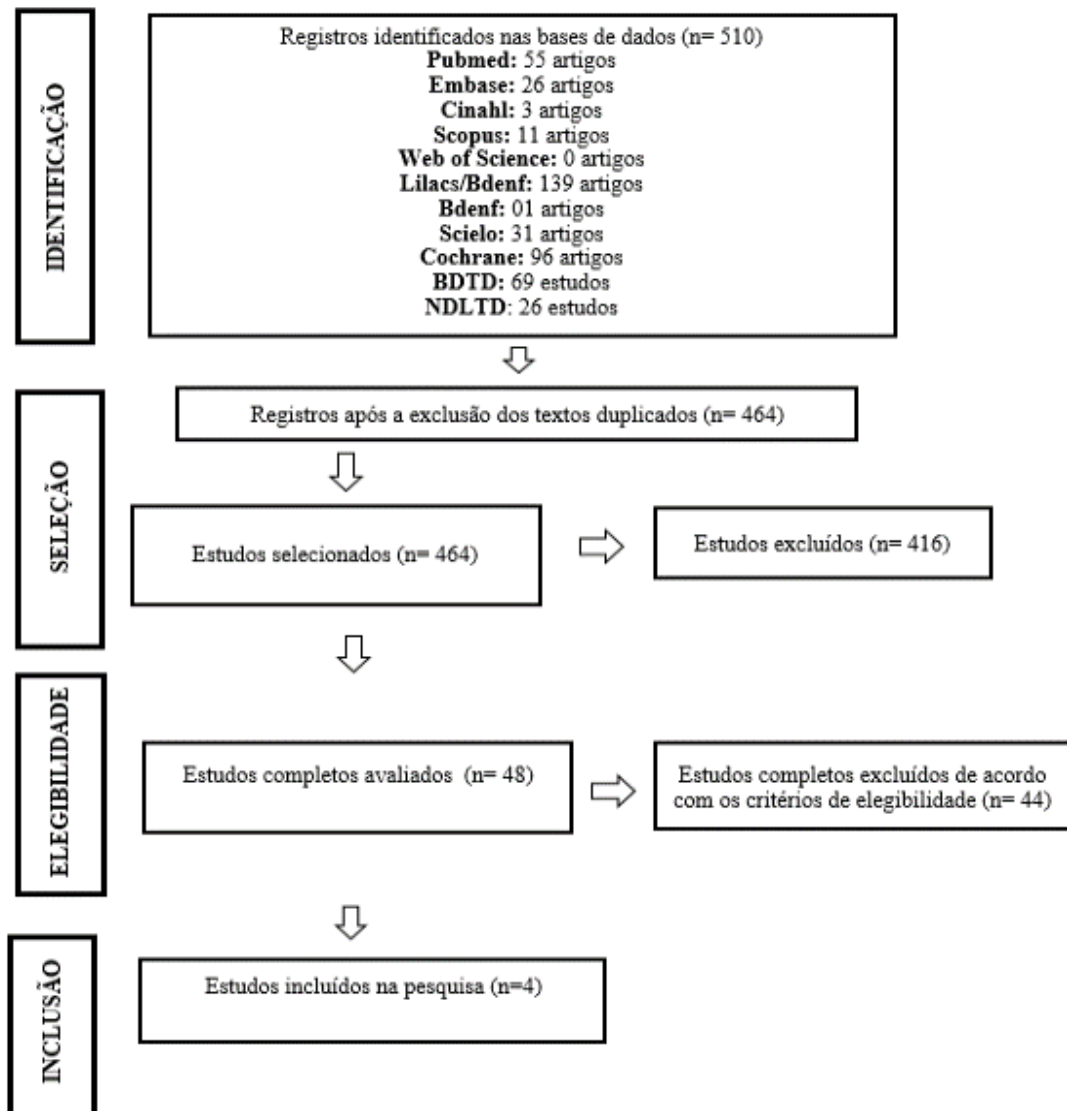 IDENTIFICAÇÃO
Registros identificados nas bases de dados (n= 510)
Pubmed: 55 artigos
Embase: 26 artigos
Cinahl: 3 artigos
Scopus: 11 artigos
Web of Science: 0 artigos
Lilacs/Bdenf: 139 artigos
Bdenf: 01 artigos
Scielo: 31 artigos
Cochrane: 96 artigos
BDTD: 69 estudos
NDLTD: 26 estudos
SELEÇÃO
Registros após a exclusão dos textos duplicados (n= 464)
Estudos selecionados (n= 464)
Estudos excluídos (n= 416)
ELEGIBILIDADE
Estudos completos avaliados (n= 48)
Estudos completos excluídos de acordo
com os critérios de elegibilidade (n= 44)
INCLUSÃO
Estudos incluídos na pesquisa (n=4)